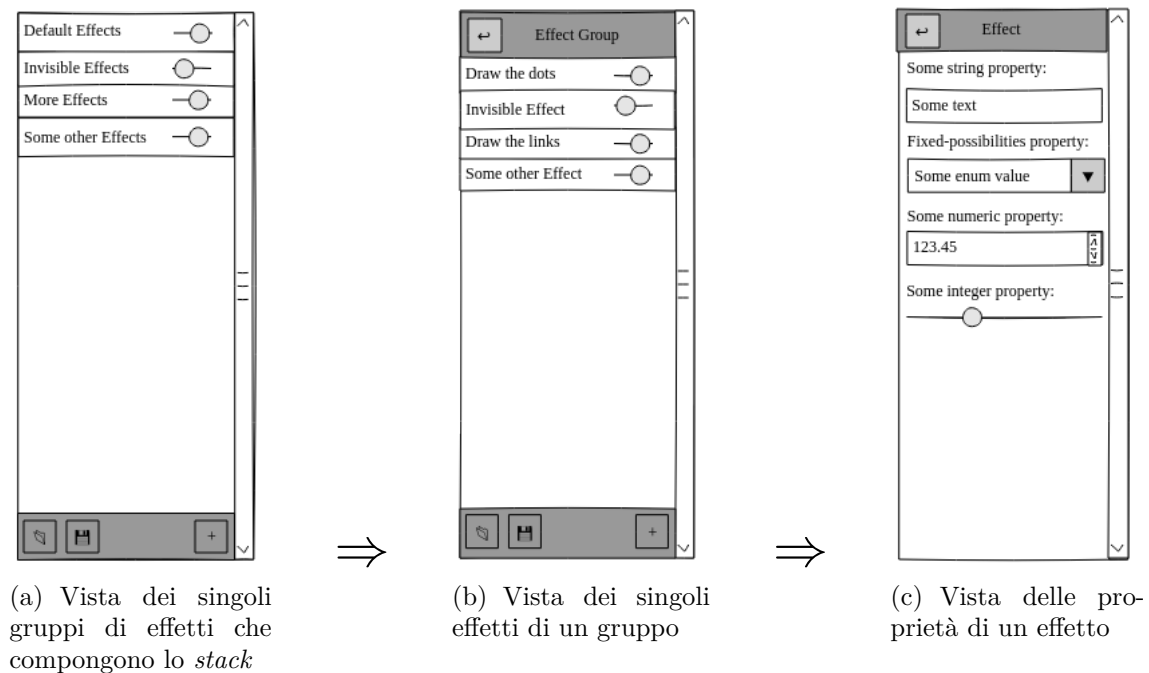 Default Effects
Invisible Effects
More Effects
Some other Effects
+
(a) Vista dei singoli
gruppi di effetti che
compongono lo stack
⇒
Effect Group
Draw the dots
Invisible Effect
Draw the links
Some other Effect
+
(b) Vista dei singoli
effetti di un gruppo
⇒
Effect
Some string property:
Some text
Fixed-possibilities property:
Some enum value
Some numeric property:
123.45
Some integer property:
(c) Vista delle pro-
prietà di un effetto